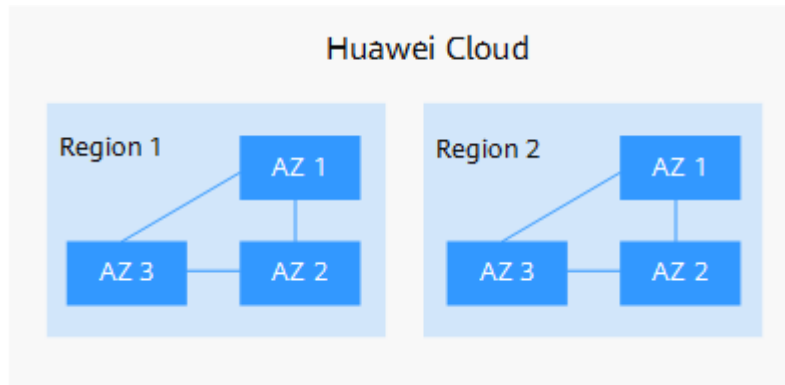 Huawei Cloud
Region 1
AZ 1
AZ 3
AZ 2
Region 2
AZ 1
AZ 3
AZ 2